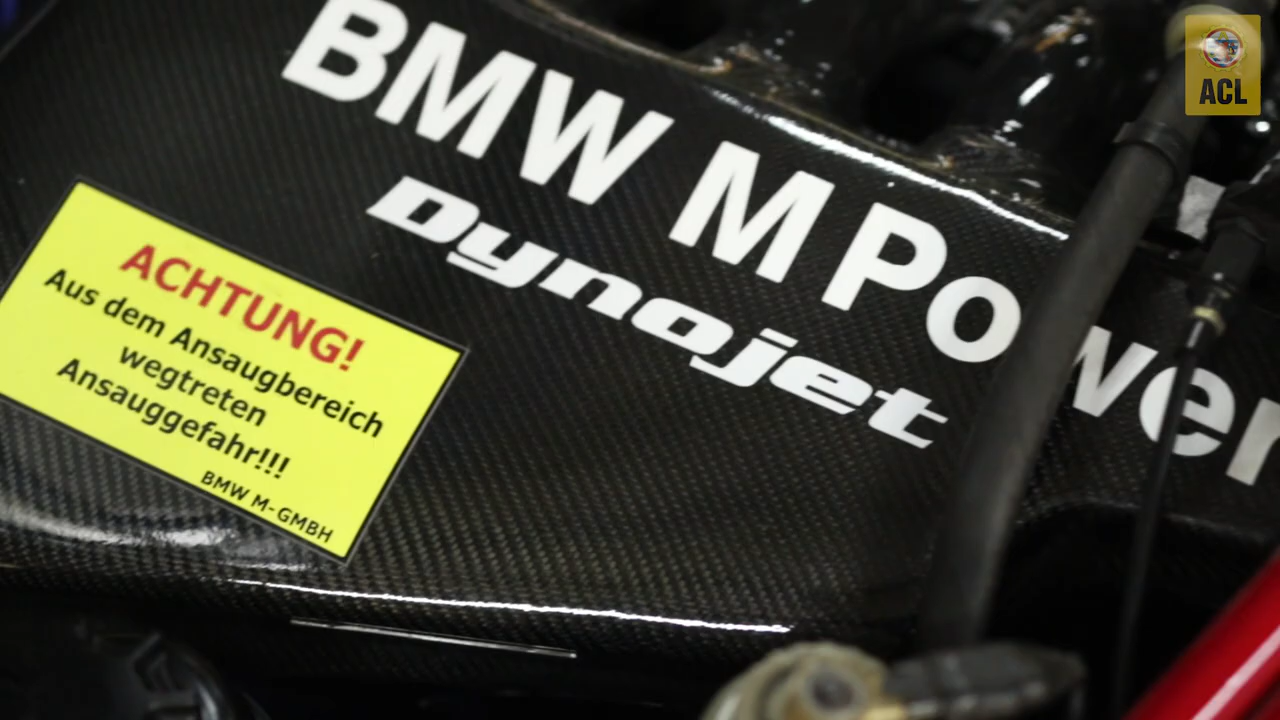 ACL
BMW M Power
Dynojet
ACHTUNG!
Aus dem Ansaugbereich
wegtreten
Ansauggefahr!!!
BMW M-GMBH